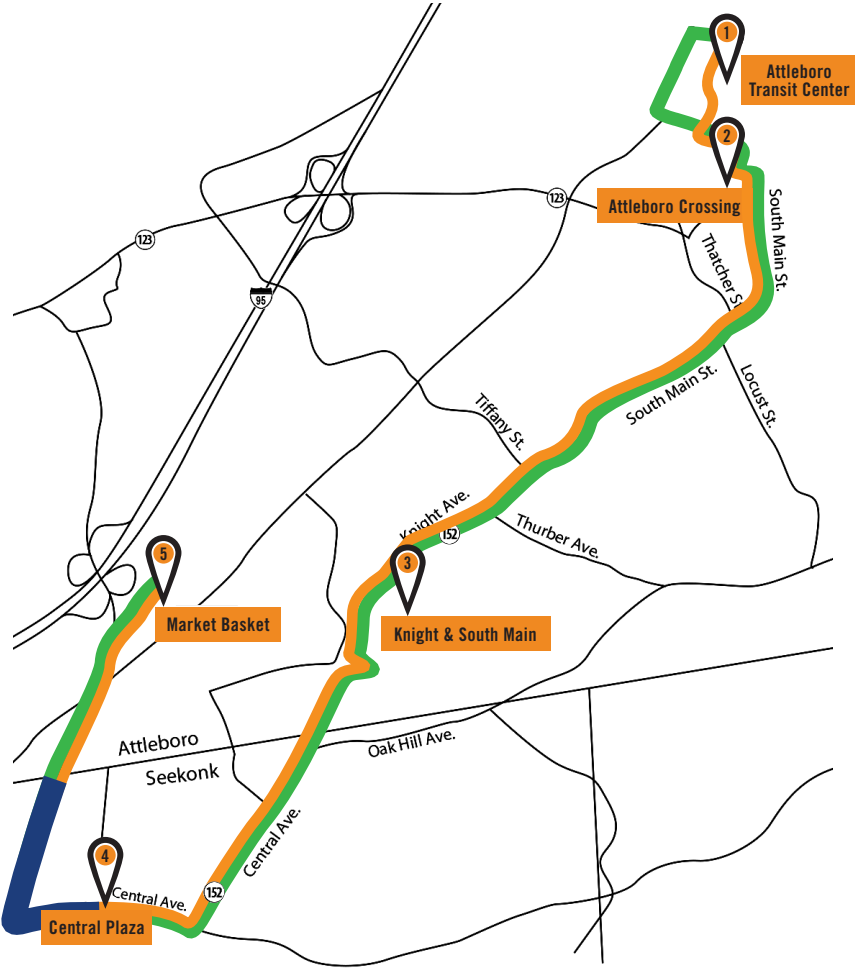 1
Attleboro
Transit Center
2
Attleboro Crossing
123
South Main St.
123
Thatcher St.
95
South Main St.
Locust St.
Tiffany St.
Knight Ave.
152
Thurber Ave.
5
3
Market Basket
Knight & South Main
Attleboro
Oak Hill Ave.
Seekonk
Central Ave.
4
152
Central Ave.
Central Plaza